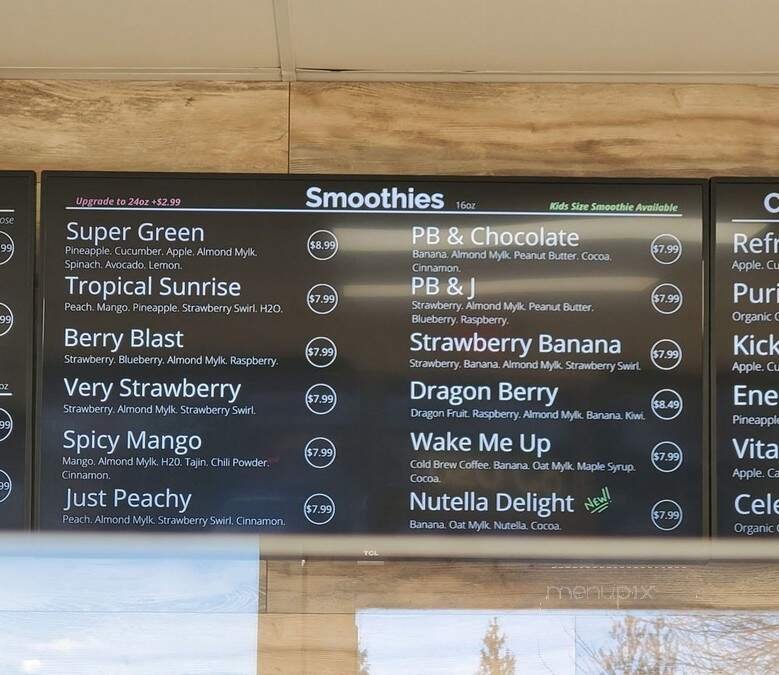 Upgrade to 24oz +$2.99
Smoothies 16oz
Kids Size Smoothie Available
Super Green $8.99
Pineapple. Cucumber. Apple. Almond Mylk.
Spinach. Avocado. Lemon.
Tropical Sunrise $7.99
Peach. Mango. Pineapple. Strawberry Swirl. H2O.
Berry Blast $7.99
Strawberry. Blueberry. Almond Mylk. Raspberry.
Very Strawberry $7.99
Strawberry. Almond Mylk. Strawberry Swirl.
Spicy Mango $7.99
Mango. Almond Mylk. H20. Tajin. Chili Powder.
Cinnamon.
Just Peachy $7.99
Peach. Almond Mylk. Strawberry Swirl. Cinnamon.
PB & Chocolate $7.99
Banana. Almond Mylk. Peanut Butter. Cocoa.
Cinnamon.
PB & J $7.99
Strawberry. Almond Mylk. Peanut Butter.
Blueberry. Raspberry.
Strawberry Banana $7.99
Strawberry. Banana. Almond Mylk. Strawberry Swirl.
Dragon Berry $8.49
Dragon Fruit. Raspberry. Almond Mylk. Banana. Kiwi.
Wake Me Up $7.99
Cold Brew Coffee. Banana. Oat Mylk. Maple Syrup.
Cocoa.
Nutella Delight NEW! $7.99
Banana. Oat Mylk. Nutella. Cocoa.
Apple.
Organic
Kick
Apple.
Apple.
Organic
TCL
menupix